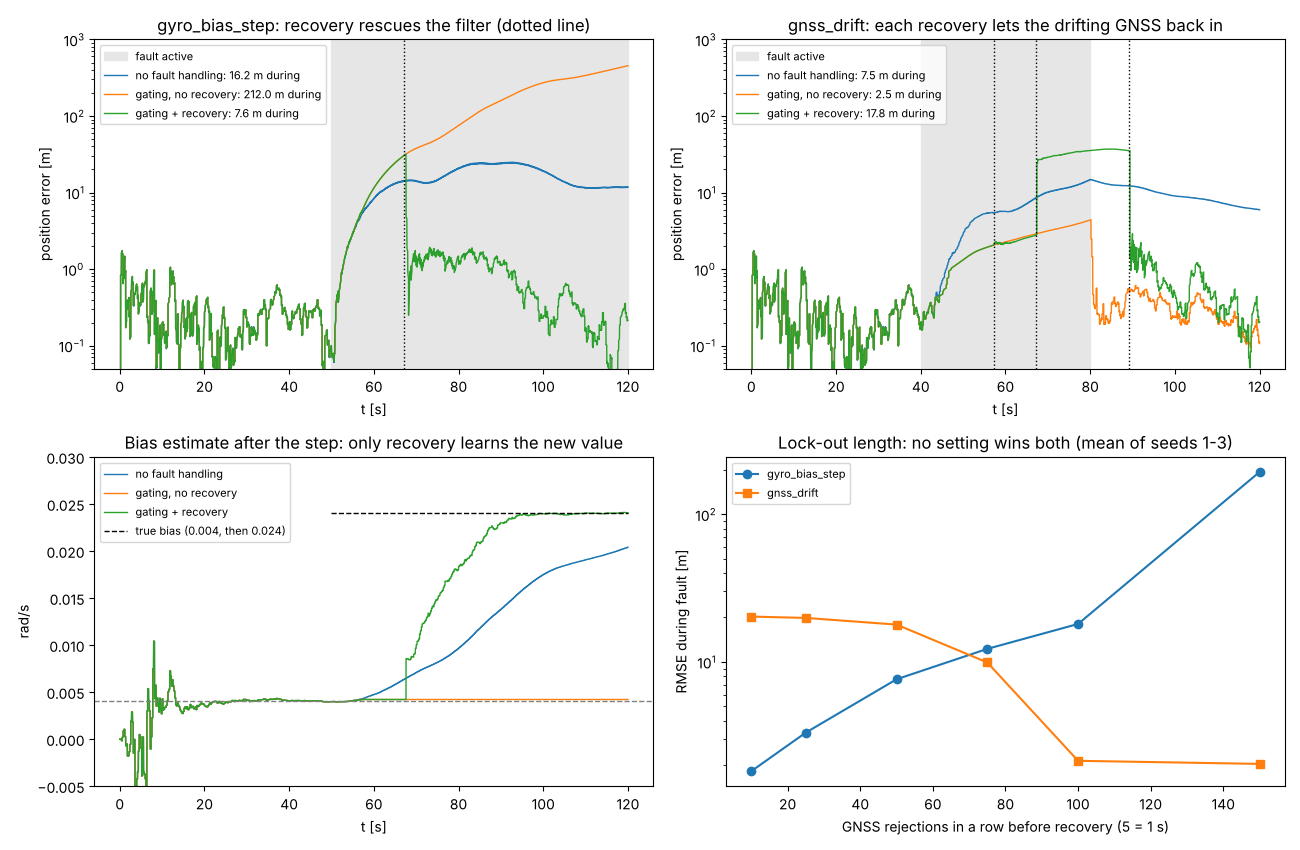 gyro_bias_step: recovery rescues the filter (dotted line)
10³
10²
10¹
10⁰
10⁻¹
position error [m]
fault active
no fault handling: 16.2 m during
gating, no recovery: 212.0 m during
gating + recovery: 7.6 m during
0 20 40 60 80 100 120
t [s]
gnss_drift: each recovery lets the drifting GNSS back in
10³
10²
10¹
10⁰
10⁻¹
position error [m]
fault active
no fault handling: 7.5 m during
gating, no recovery: 2.5 m during
gating + recovery: 17.8 m during
0 20 40 60 80 100 120
t [s]
Bias estimate after the step: only recovery learns the new value
0.030
0.025
0.020
0.015
0.010
0.005
0.000
−0.005
rad/s
no fault handling
gating, no recovery
gating + recovery
true bias (0.004, then 0.024)
0 20 40 60 80 100 120
t [s]
Lock-out length: no setting wins both (mean of seeds 1-3)
10²
10¹
RMSE during fault [m]
gyro_bias_step
gnss_drift
20 40 60 80 100 120 140
GNSS rejections in a row before recovery (5 = 1 s)